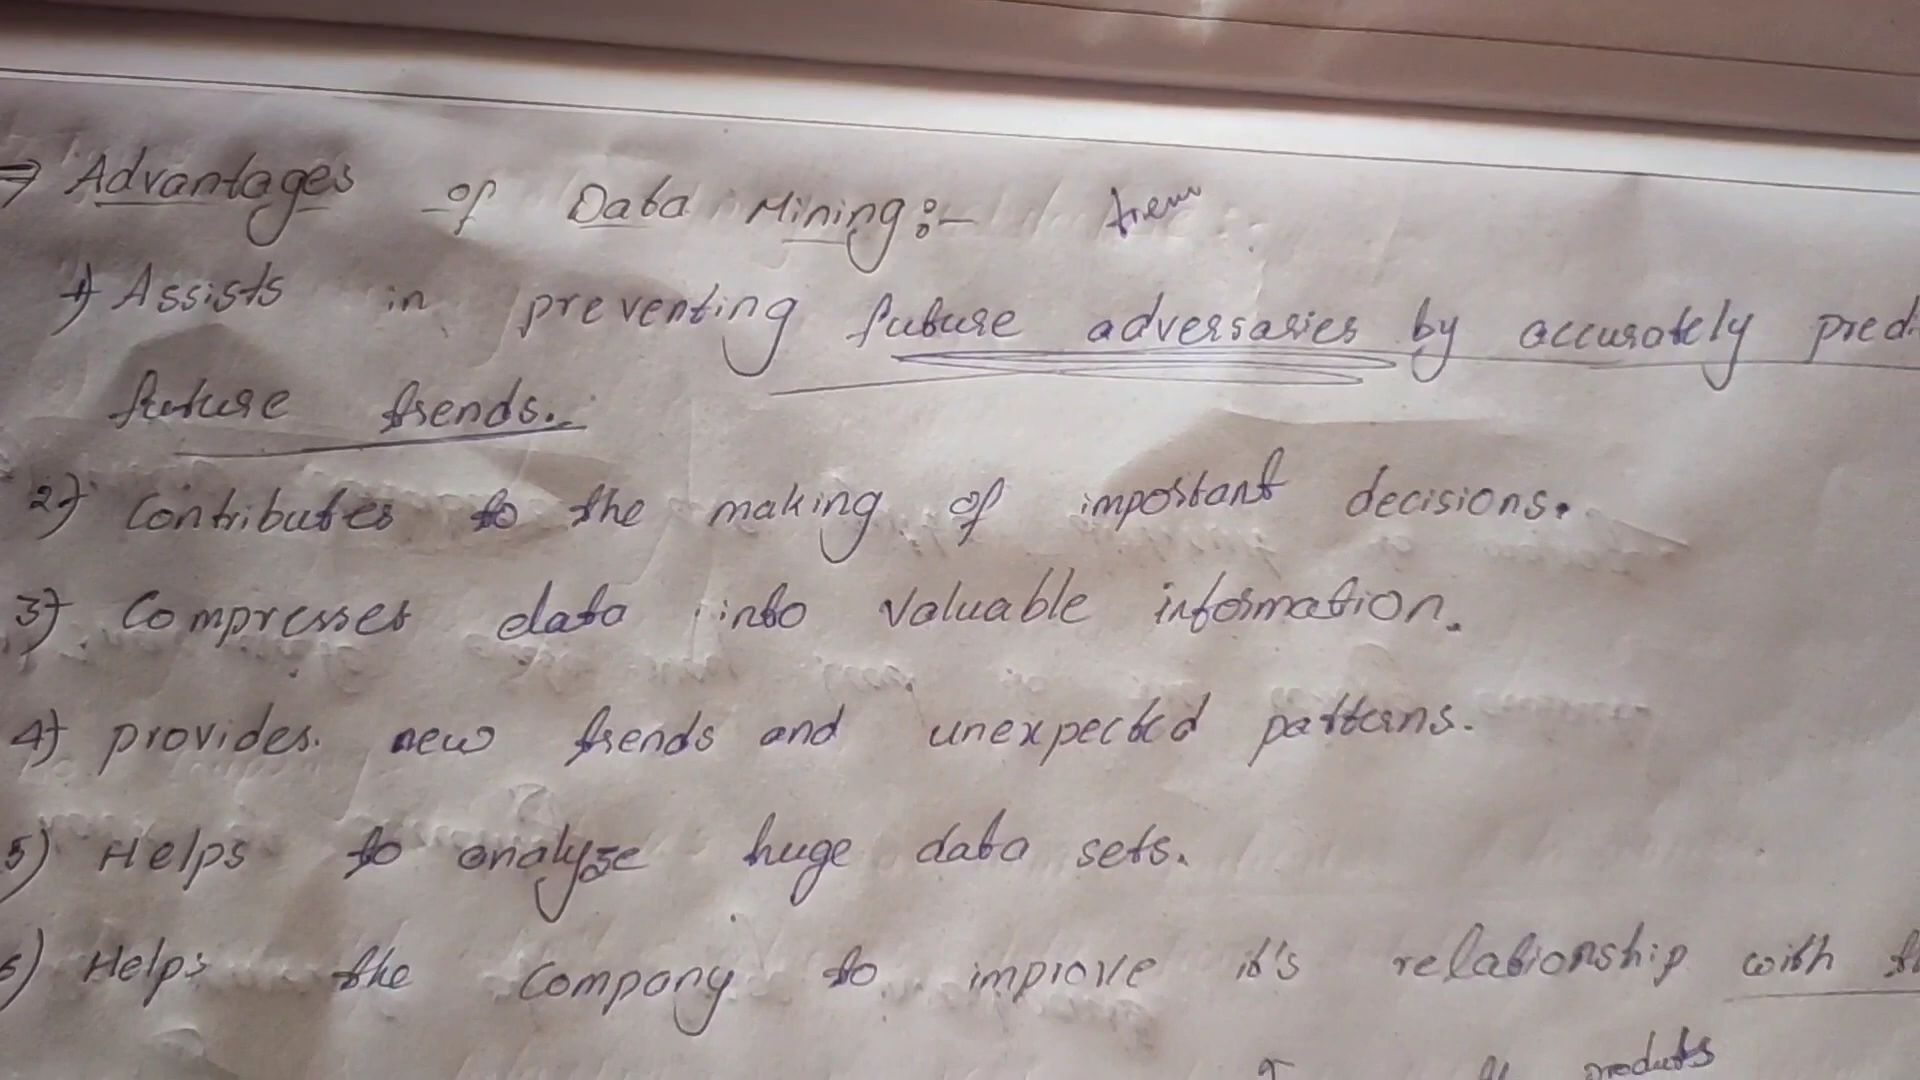 ⇒ Advantages of Data Mining:- tren
1) Assists in preventing future adversaries by accurately pred
future trends.
2) Contributes to the making of important decisions.
3) Compresses data into valuable information.
4) provides new trends and unexpected patterns.
5) Helps to analyze huge data sets.
6) Helps the company to improve it's relationship with
products